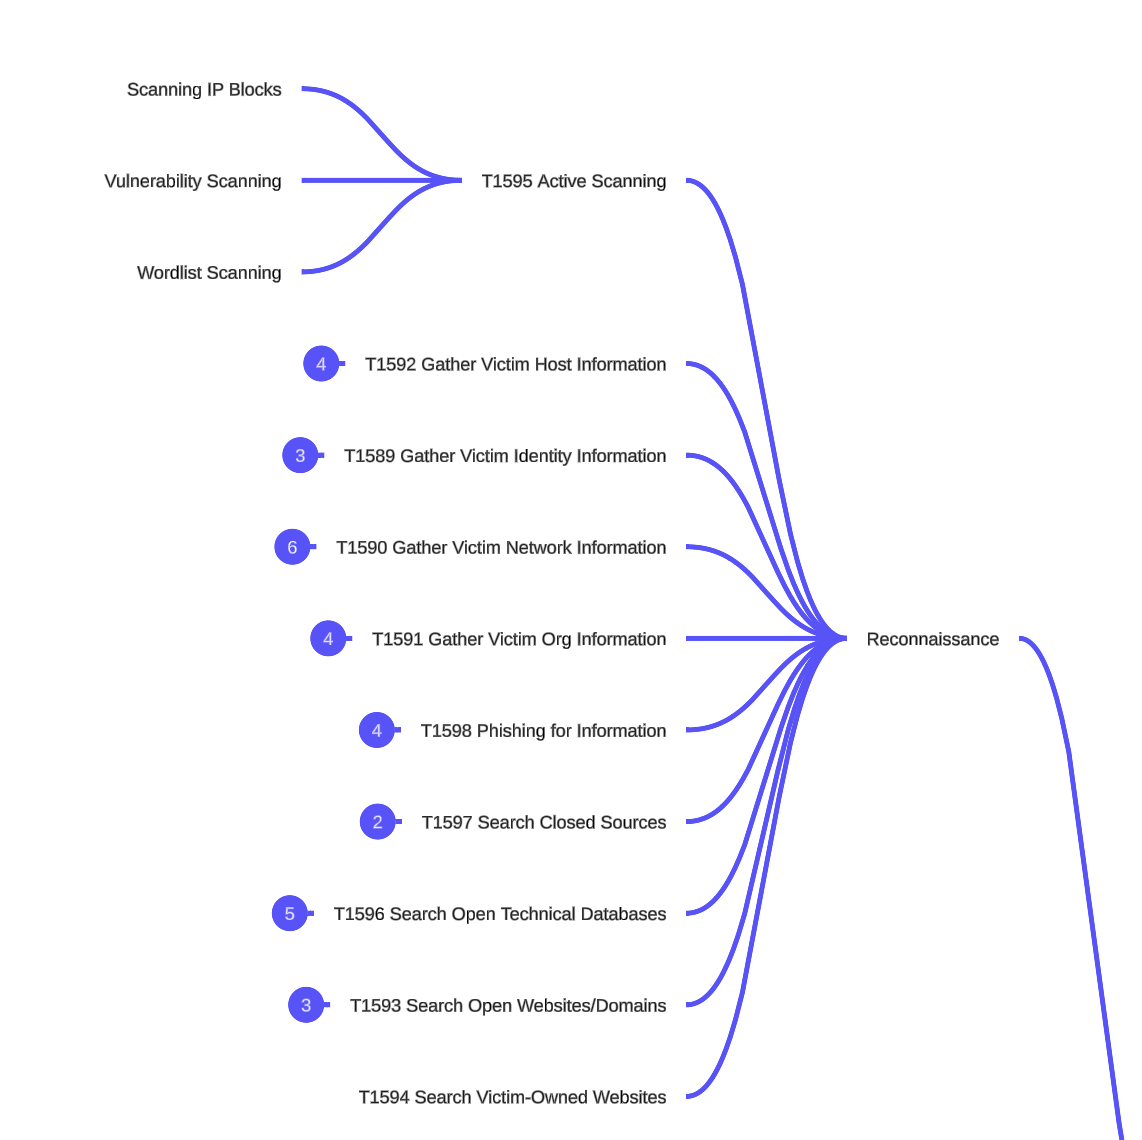 Scanning IP Blocks
Vulnerability Scanning
T1595 Active Scanning
Wordlist Scanning
4 T1592 Gather Victim Host Information
3 T1589 Gather Victim Identity Information
6 T1590 Gather Victim Network Information
4 T1591 Gather Victim Org Information
Reconnaissance
4 T1598 Phishing for Information
2 T1597 Search Closed Sources
5 T1596 Search Open Technical Databases
3 T1593 Search Open Websites/Domains
T1594 Search Victim-Owned Websites